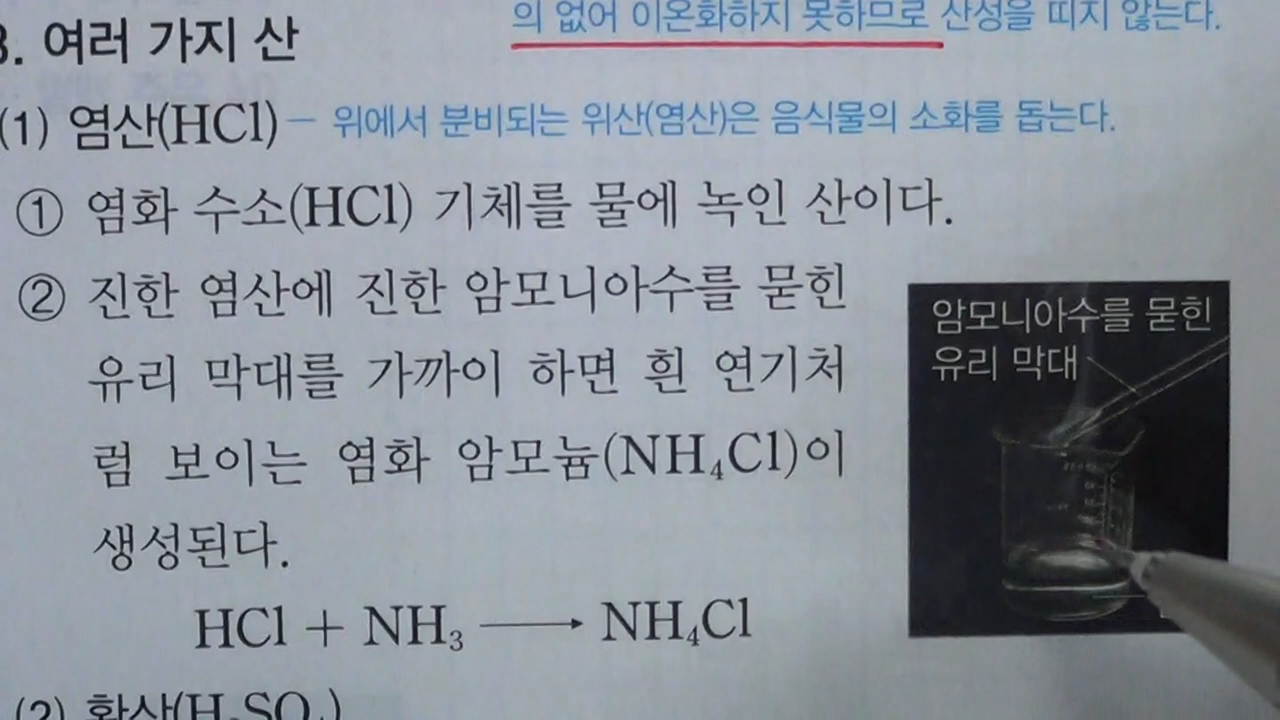 의 없어 이온화하지 못하므로 산성을 띠지 않는다.
3. 여러 가지 산
(1) 염산(HCl) - 위에서 분비되는 위산(염산)은 음식물의 소화를 돕는다.
① 염화 수소(HCl) 기체를 물에 녹인 산이다.
② 진한 염산에 진한 암모니아수를 묻힌
유리 막대를 가까이 하면 흰 연기처
럼 보이는 염화 암모늄(NH₄Cl)이
생성된다.
HCl + NH₃ ⟶ NH₄Cl
암모니아수를 묻힌
유리 막대
(2) 황산(H₂SO₄)